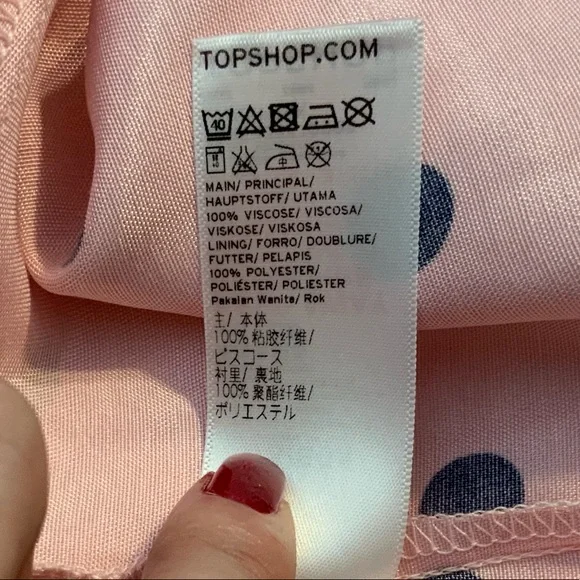 TOPSHOP.COM
40
中
MAIN/ PRINCIPAL/
HAUPTSTOFF/ UTAMA
100% VISCOSE/ VISCOSA/
VISKOSE/ VISKOSA
LINING/ FORRO/ DOUBLURE/
FUTTER/ PELAPIS
100% POLYESTER/
POLIÉSTER/ POLIESTER
Pakaian Wanita/ Rok
主/ 本体
100% 粘胶纤维/
ビスコース
衬里/ 裏地
100% 聚酯纤维/
ポリエステル